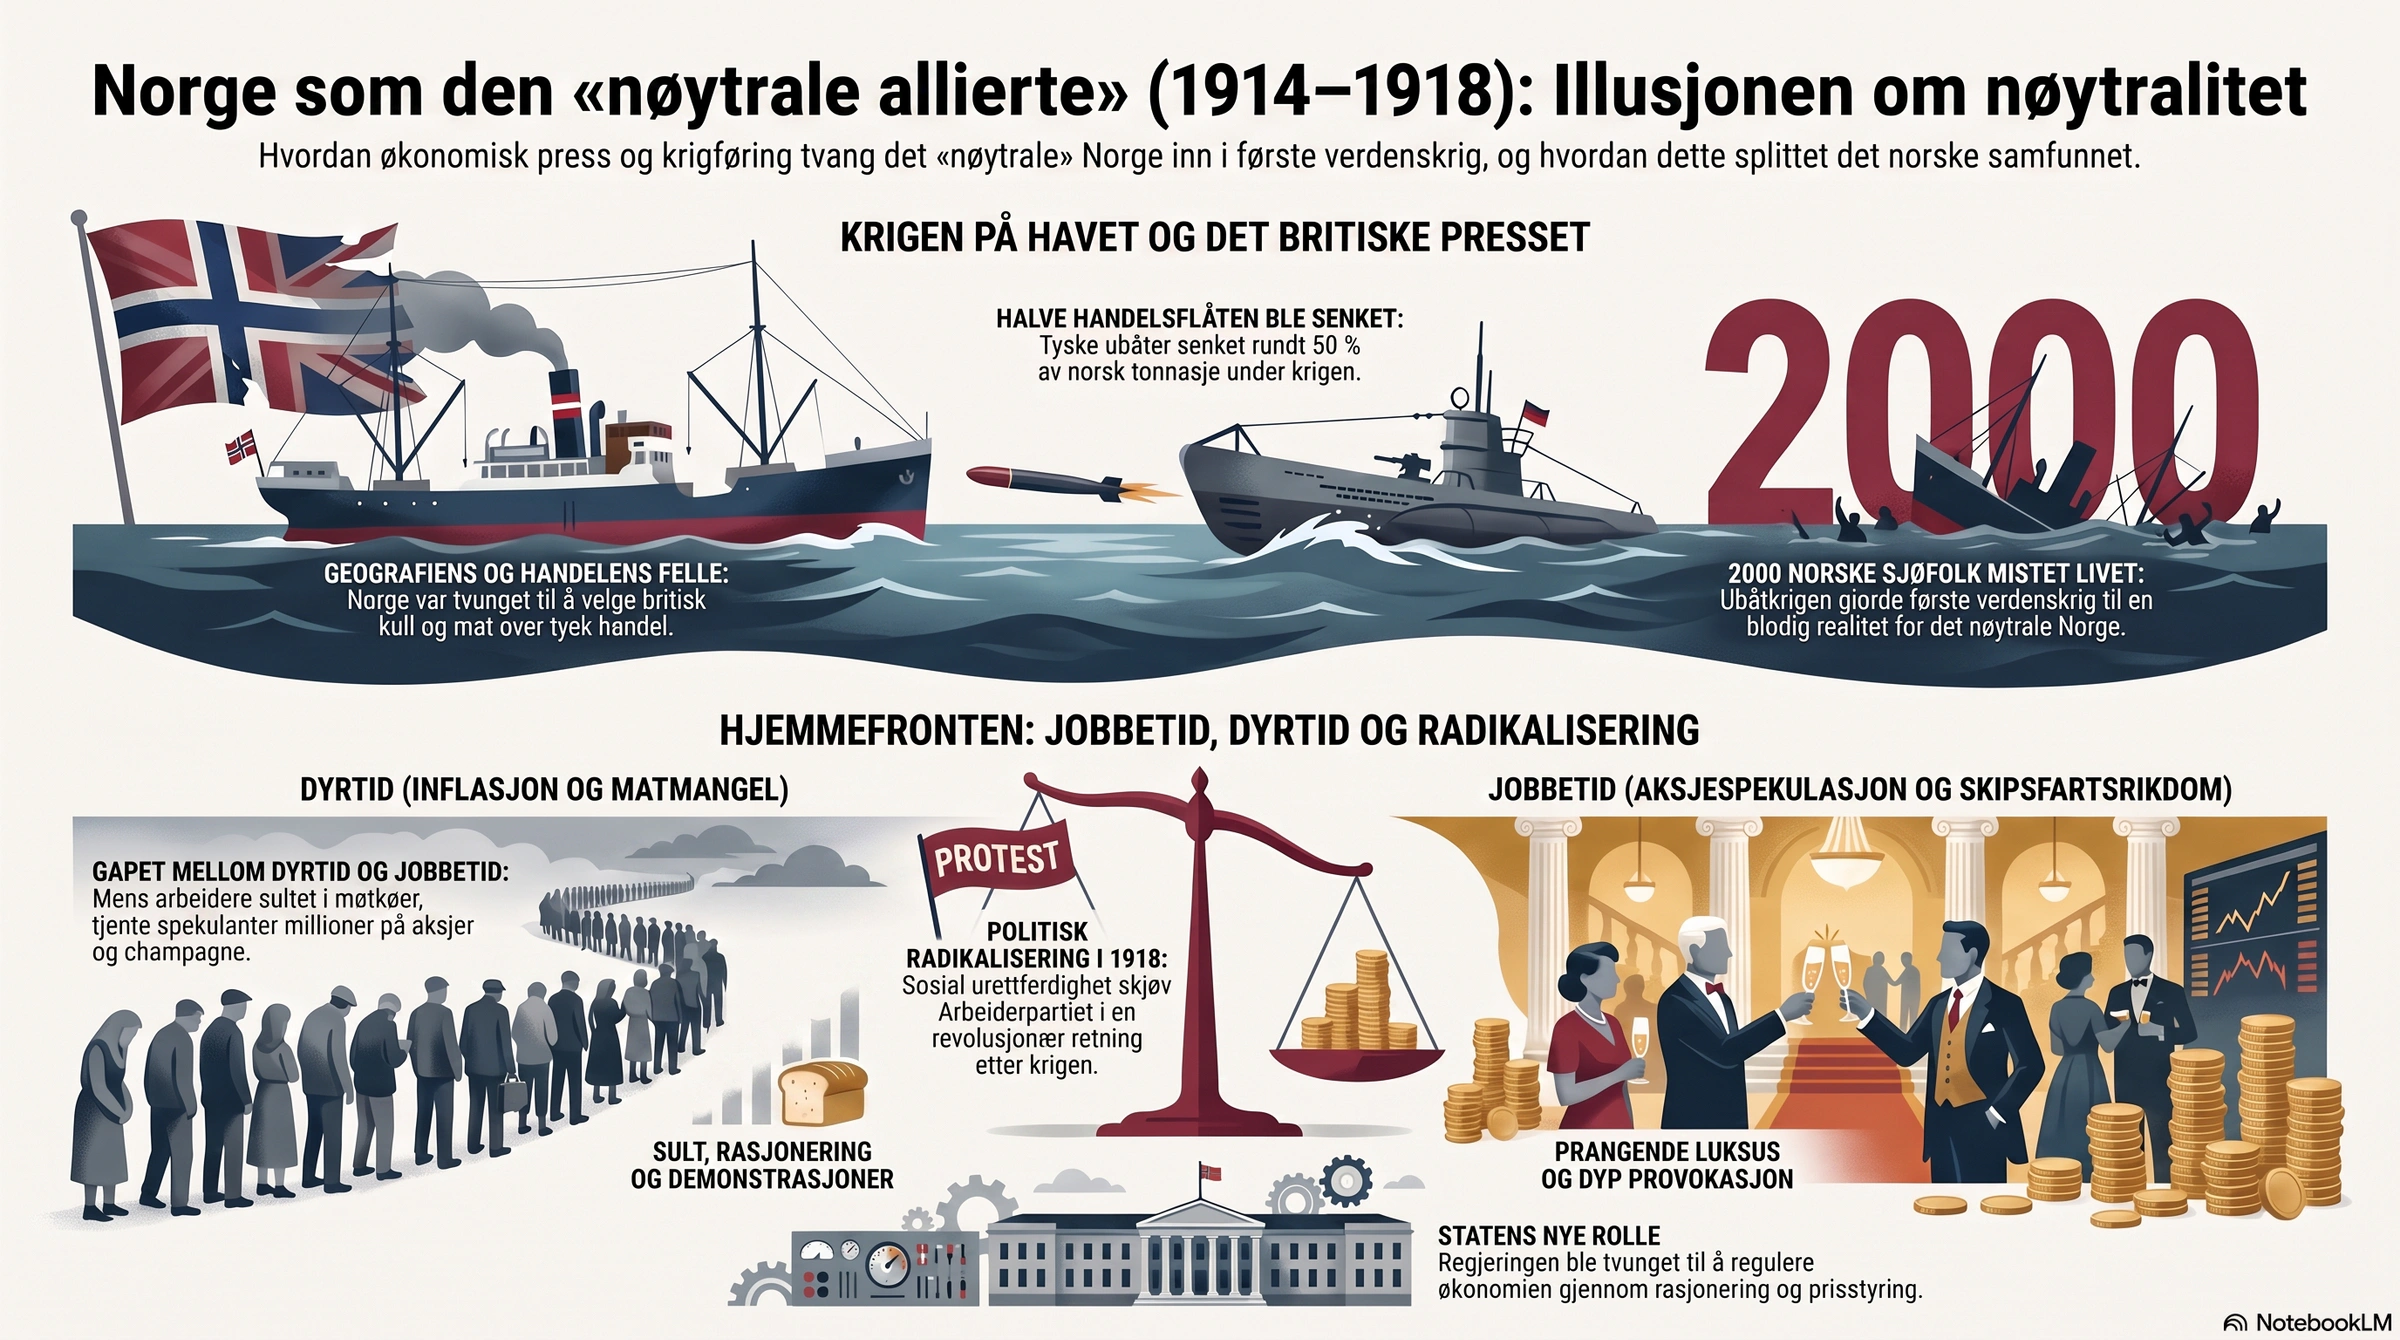 Norge som den «nøytrale allierte» (1914–1918): Illusjonen om nøytralitet
Hvordan økonomisk press og krigføring tvang det «nøytrale» Norge inn i første verdenskrig, og hvordan dette splittet det norske samfunnet.
KRIGEN PÅ HAVET OG DET BRITISKE PRESSET
HALVE HANDELSFLÅTEN BLE SENKET:
Tyske ubåter senket rundt 50 %
av norsk tonnasje under krigen.
2000
GEOGRAFIENS OG HANDELENS FELLE:
Norge var tvunget til å velge britisk
kull og mat over tyek handel.
2000 NORSKE SJØFOLK MISTET LIVET:
Ubåtkrigen giorde første verdenskrig til en
blodig realitet for det nøytrale Norge.
HJEMMEFRONTEN: JOBBETID, DYRTID OG RADIKALISERING
DYRTID (INFLASJON OG MATMANGEL)
GAPET MELLOM DYRTID OG JOBBETID:
Mens arbeidere sultet i møtkøer,
tjente spekulanter millioner på aksjer
og champagne.
SULT, RASJONERING
OG DEMONSTRASJONER
PROTEST
POLITISK
RADIKALISERING I 1918:
Sosial urettferdighet skjøv
Arbeiderpartiet i en
revolusjonær retning
etter krigen.
JOBBETID (AKSJESPEKULASJON OG SKIPSFARTSRIKDOM)
PRANGENDE LUKSUS
OG DYP PROVOKASJON
STATENS NYE ROLLE
Regjeringen ble tvunget til å regulere
økonomien gjennom rasjonering og prisstyring.
NotebookLM